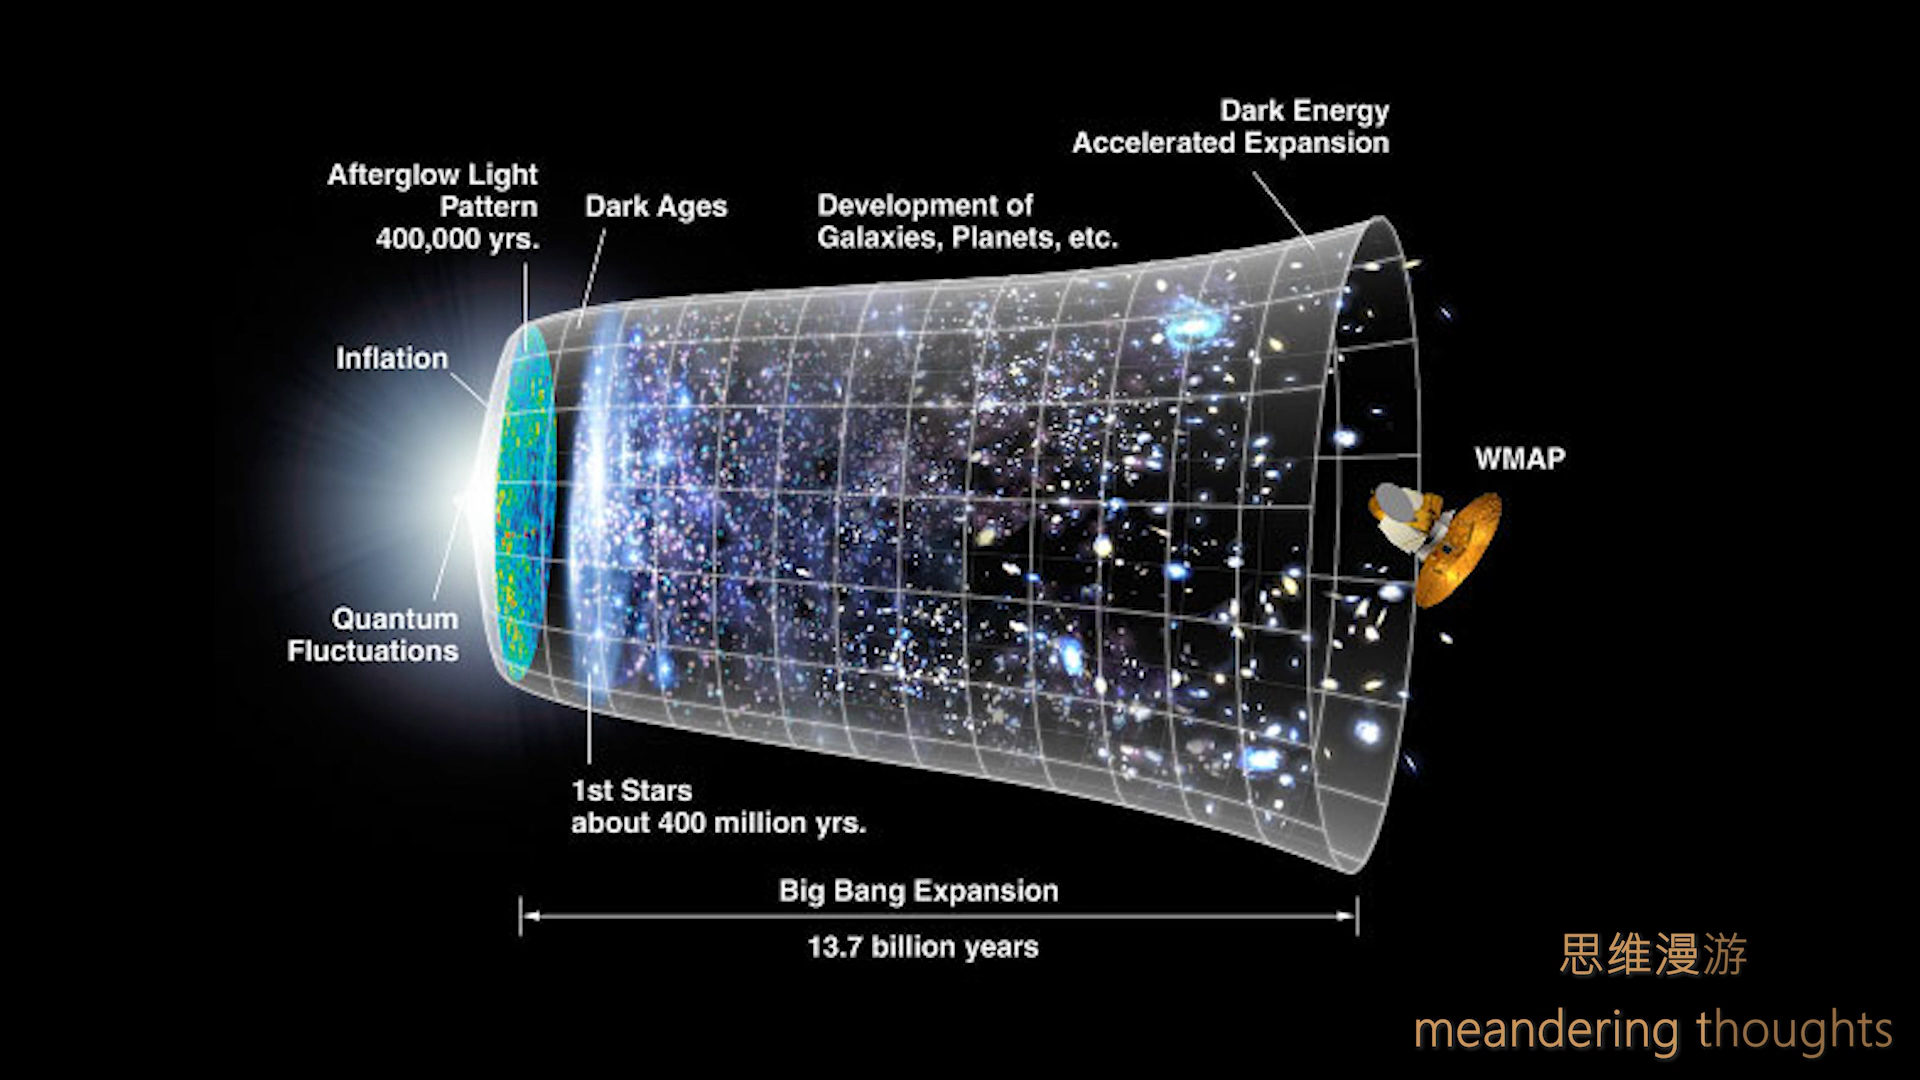 Dark Energy
Accelerated Expansion
Afterglow Light
Pattern
400,000 yrs.
Dark Ages
Development of
Galaxies, Planets, etc.
Inflation
WMAP
Quantum
Fluctuations
1st Stars
about 400 million yrs.
Big Bang Expansion
13.7 billion years
思维漫游
meandering thoughts